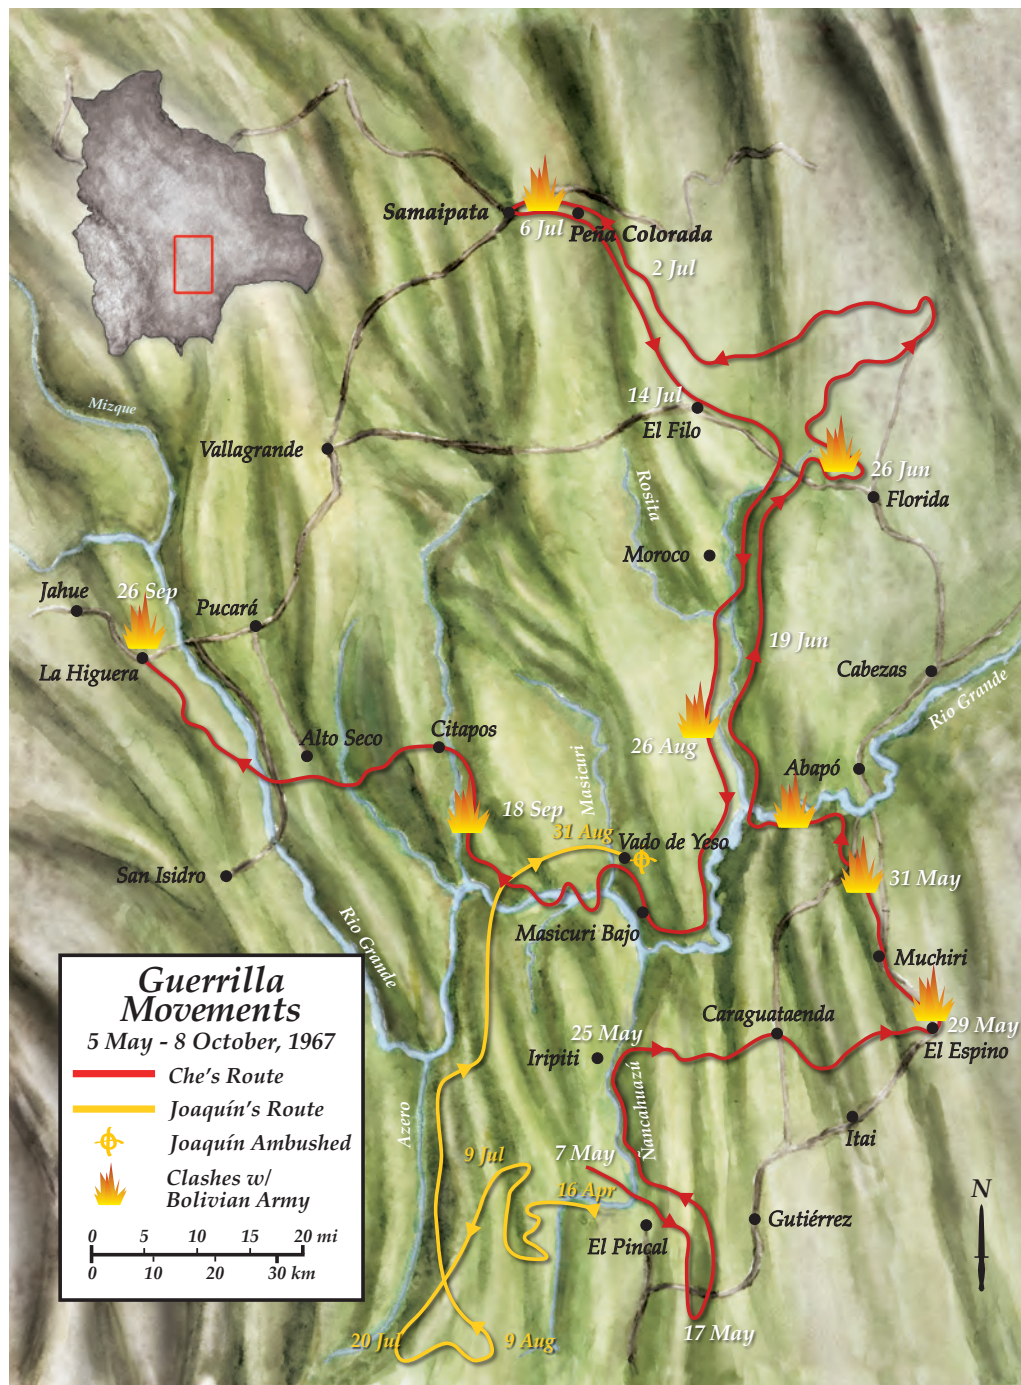 Samaipata
6 Jul
Peña Colorada
2 Jul
14 Jul
El Filo
Mizque
Vallagrande
Rosita
26 Jun
Florida
Moroco
Jahue
26 Sep
Pucará
La Higuera
19 Jun
Cabezas
Rio Grande
Alto Seco
Citapos
26 Aug
Masicuri
Abapó
18 Sep
31 Aug
Vado de Yeso
San Isidro
31 May
Rio Grande
Masicuri Bajo
Muchiri
Caraguataenda
25 May
29 May
Iripiti
El Espino
Ñancahuazú
Azero
Itai
9 Jul
7 May
16 Apr
Gutiérrez
El Pincal
20 Jul
9 Aug
17 May
N
Guerrilla
Movements
5 May - 8 October, 1967
Che's Route
Joaquín's Route
Joaquín Ambushed
Clashes w/
Bolivian Army
0 5 10 15 20 mi
0 10 20 30 km